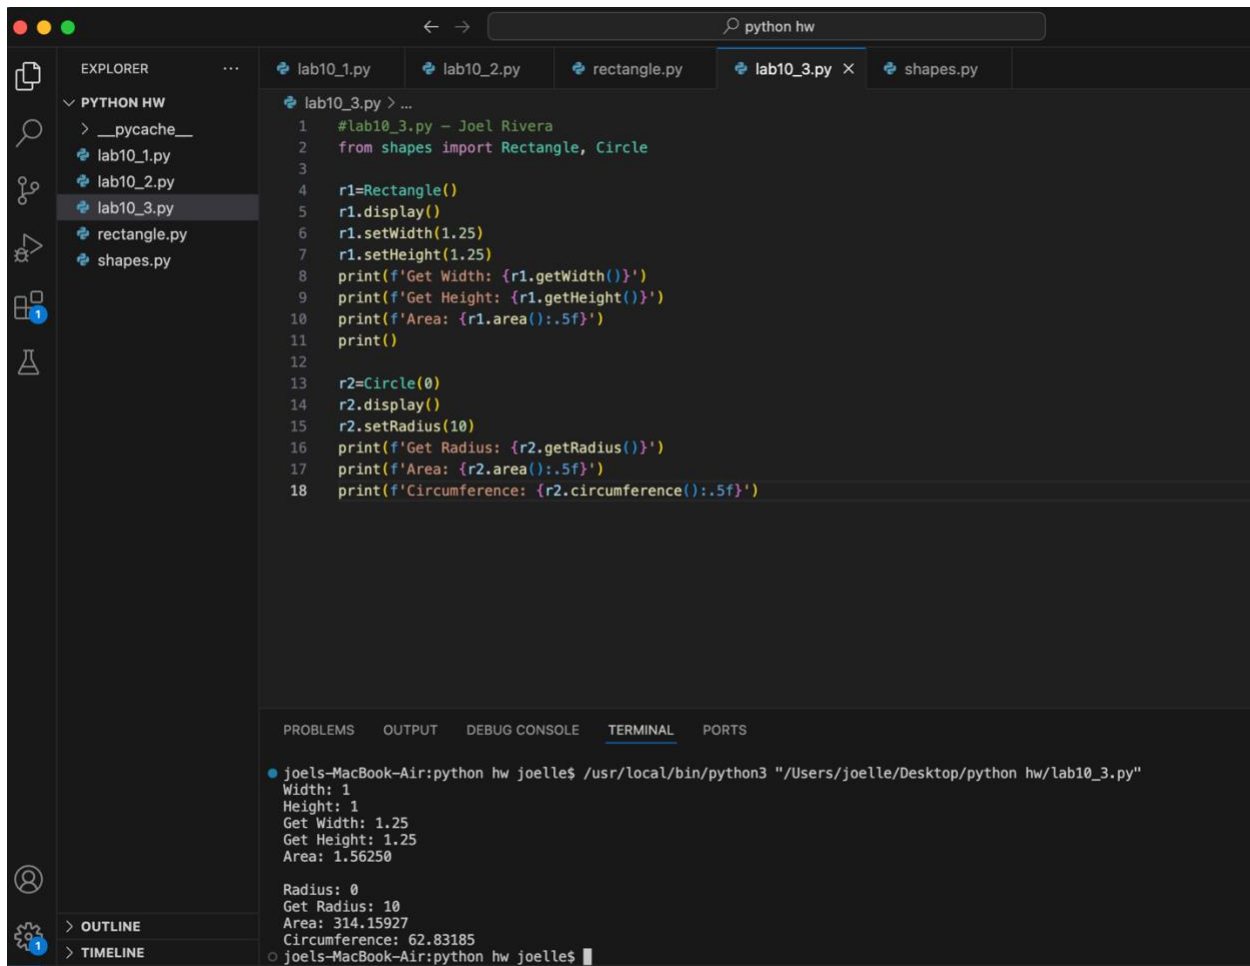 python hw
EXPLORER ...
PYTHON HW
__pycache__
lab10_1.py
lab10_2.py
lab10_3.py
rectangle.py
shapes.py
1
OUTLINE
1
TIMELINE
lab10_1.py lab10_2.py rectangle.py lab10_3.py × shapes.py
lab10_3.py > ...
1 #lab10_3.py – Joel Rivera
2 from shapes import Rectangle, Circle
3
4 r1=Rectangle()
5 r1.display()
6 r1.setWidth(1.25)
7 r1.setHeight(1.25)
8 print(f'Get Width: {r1.getWidth()}')
9 print(f'Get Height: {r1.getHeight()}')
10 print(f'Area: {r1.area():.5f}')
11 print()
12
13 r2=Circle(0)
14 r2.display()
15 r2.setRadius(10)
16 print(f'Get Radius: {r2.getRadius()}')
17 print(f'Area: {r2.area():.5f}')
18 print(f'Circumference: {r2.circumference():.5f}')
PROBLEMS OUTPUT DEBUG CONSOLE TERMINAL PORTS
joels-MacBook-Air:python hw joelle$ /usr/local/bin/python3 "/Users/joelle/Desktop/python hw/lab10_3.py"
Width: 1
Height: 1
Get Width: 1.25
Get Height: 1.25
Area: 1.56250
Radius: 0
Get Radius: 10
Area: 314.15927
Circumference: 62.83185
joels-MacBook-Air:python hw joelle$